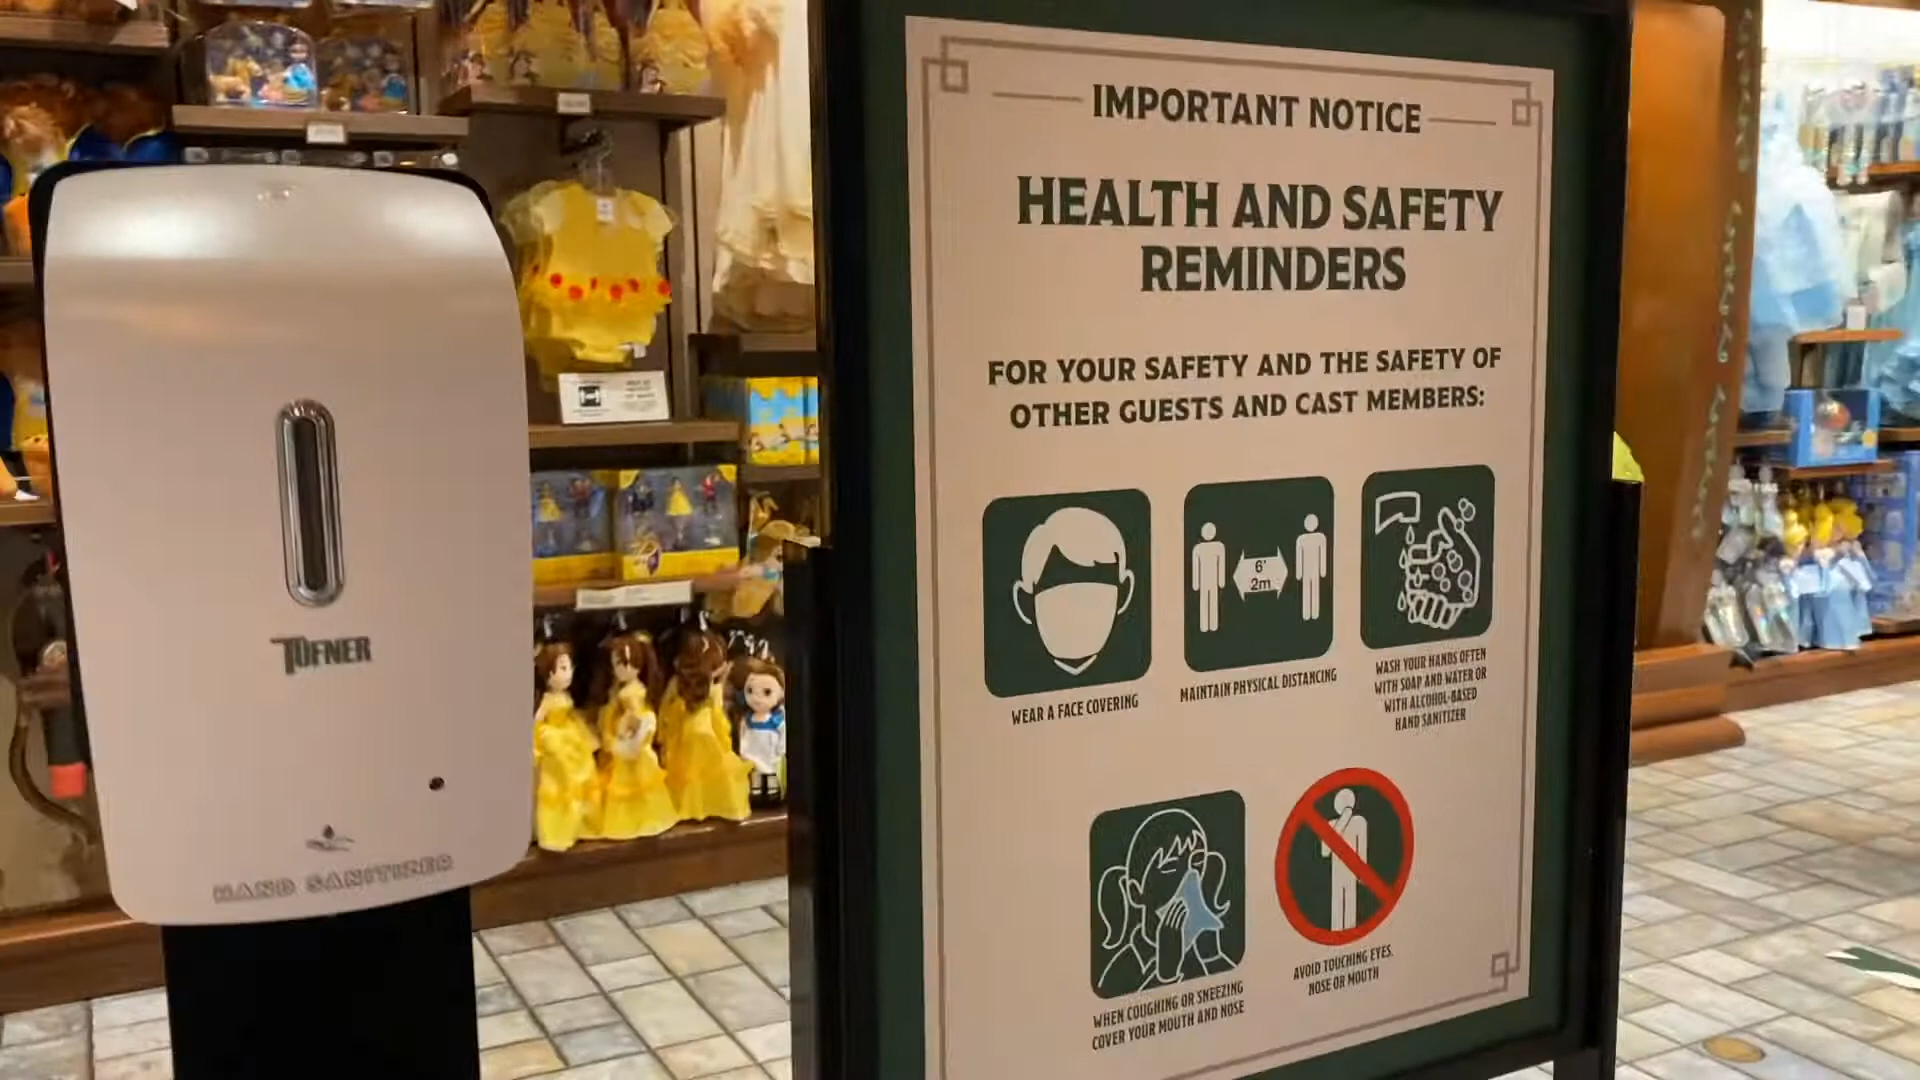 TOFNER
HAND SANITIZER
IMPORTANT NOTICE
HEALTH AND SAFETY
REMINDERS
FOR YOUR SAFETY AND THE SAFETY OF
OTHER GUESTS AND CAST MEMBERS:
6'
2m
WEAR A FACE COVERING
MAINTAIN PHYSICAL DISTANCING
WASH YOUR HANDS OFTEN
WITH SOAP AND WATER OR
WITH ALCOHOL-BASED
HAND SANITIZER
WHEN COUGHING OR SNEEZING
COVER YOUR MOUTH AND NOSE
AVOID TOUCHING EYES,
NOSE OR MOUTH